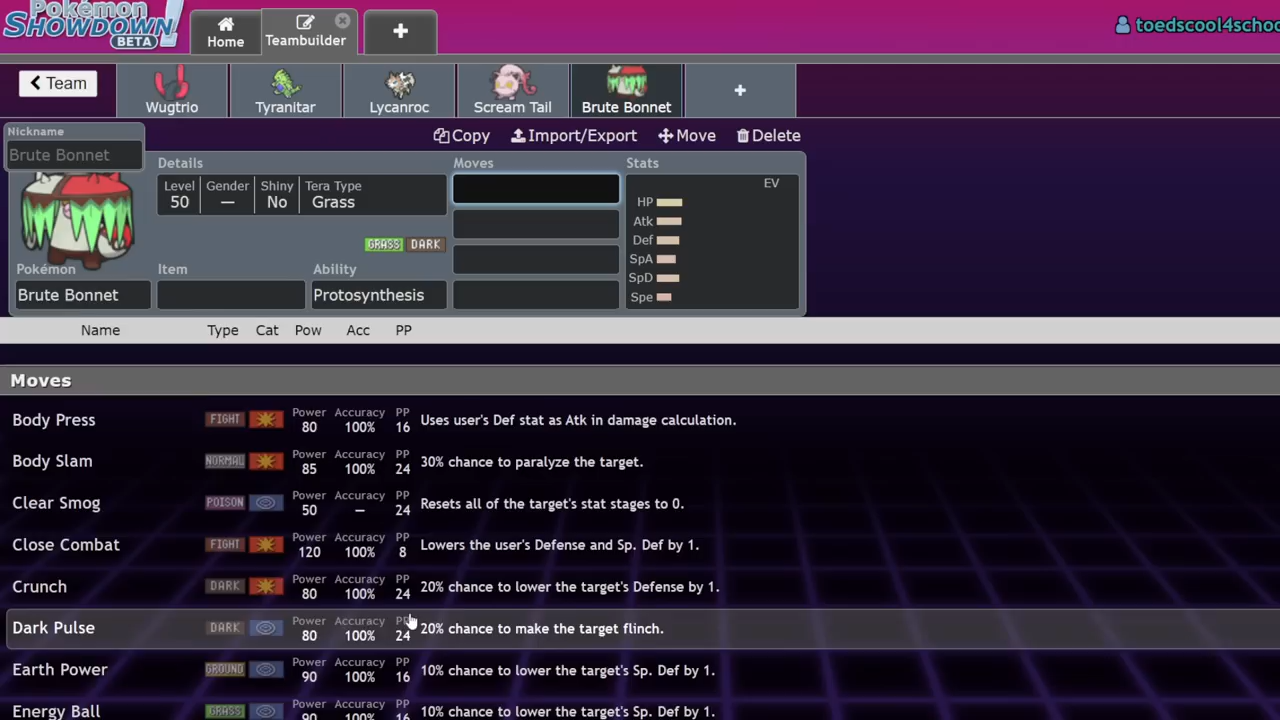 Pokémon
SHOWDOWN!
BETA
Home
Teambuilder
+
toedscool4schoo
Team
Wugtrio
Tyranitar
Lycanroc
Scream Tail
Brute Bonnet
+
Copy
Import/Export
Move
Delete
Nickname
Brute Bonnet
Details
Level
50
Gender
—
Shiny
No
Tera Type
Grass
GRASS DARK
Pokémon
Brute Bonnet
Item
Ability
Protosynthesis
Moves
Stats
EV
HP
Atk
Def
SpA
SpD
Spe
Name Type Cat Pow Acc PP
Moves
Body Press FIGHT Power 80 Accuracy 100% PP 16 Uses user's Def stat as Atk in damage calculation.
Body Slam NORMAL Power 85 Accuracy 100% PP 24 30% chance to paralyze the target.
Clear Smog POISON Power 50 Accuracy — PP 24 Resets all of the target's stat stages to 0.
Close Combat FIGHT Power 120 Accuracy 100% PP 8 Lowers the user's Defense and Sp. Def by 1.
Crunch DARK Power 80 Accuracy 100% PP 24 20% chance to lower the target's Defense by 1.
Dark Pulse DARK Power 80 Accuracy 100% PP 24 20% chance to make the target flinch.
Earth Power GROUND Power 90 Accuracy 100% PP 16 10% chance to lower the target's Sp. Def by 1.
Energy Ball GRASS Power 90 Accuracy 100% PP 16 10% chance to lower the target's Sp. Def by 1.